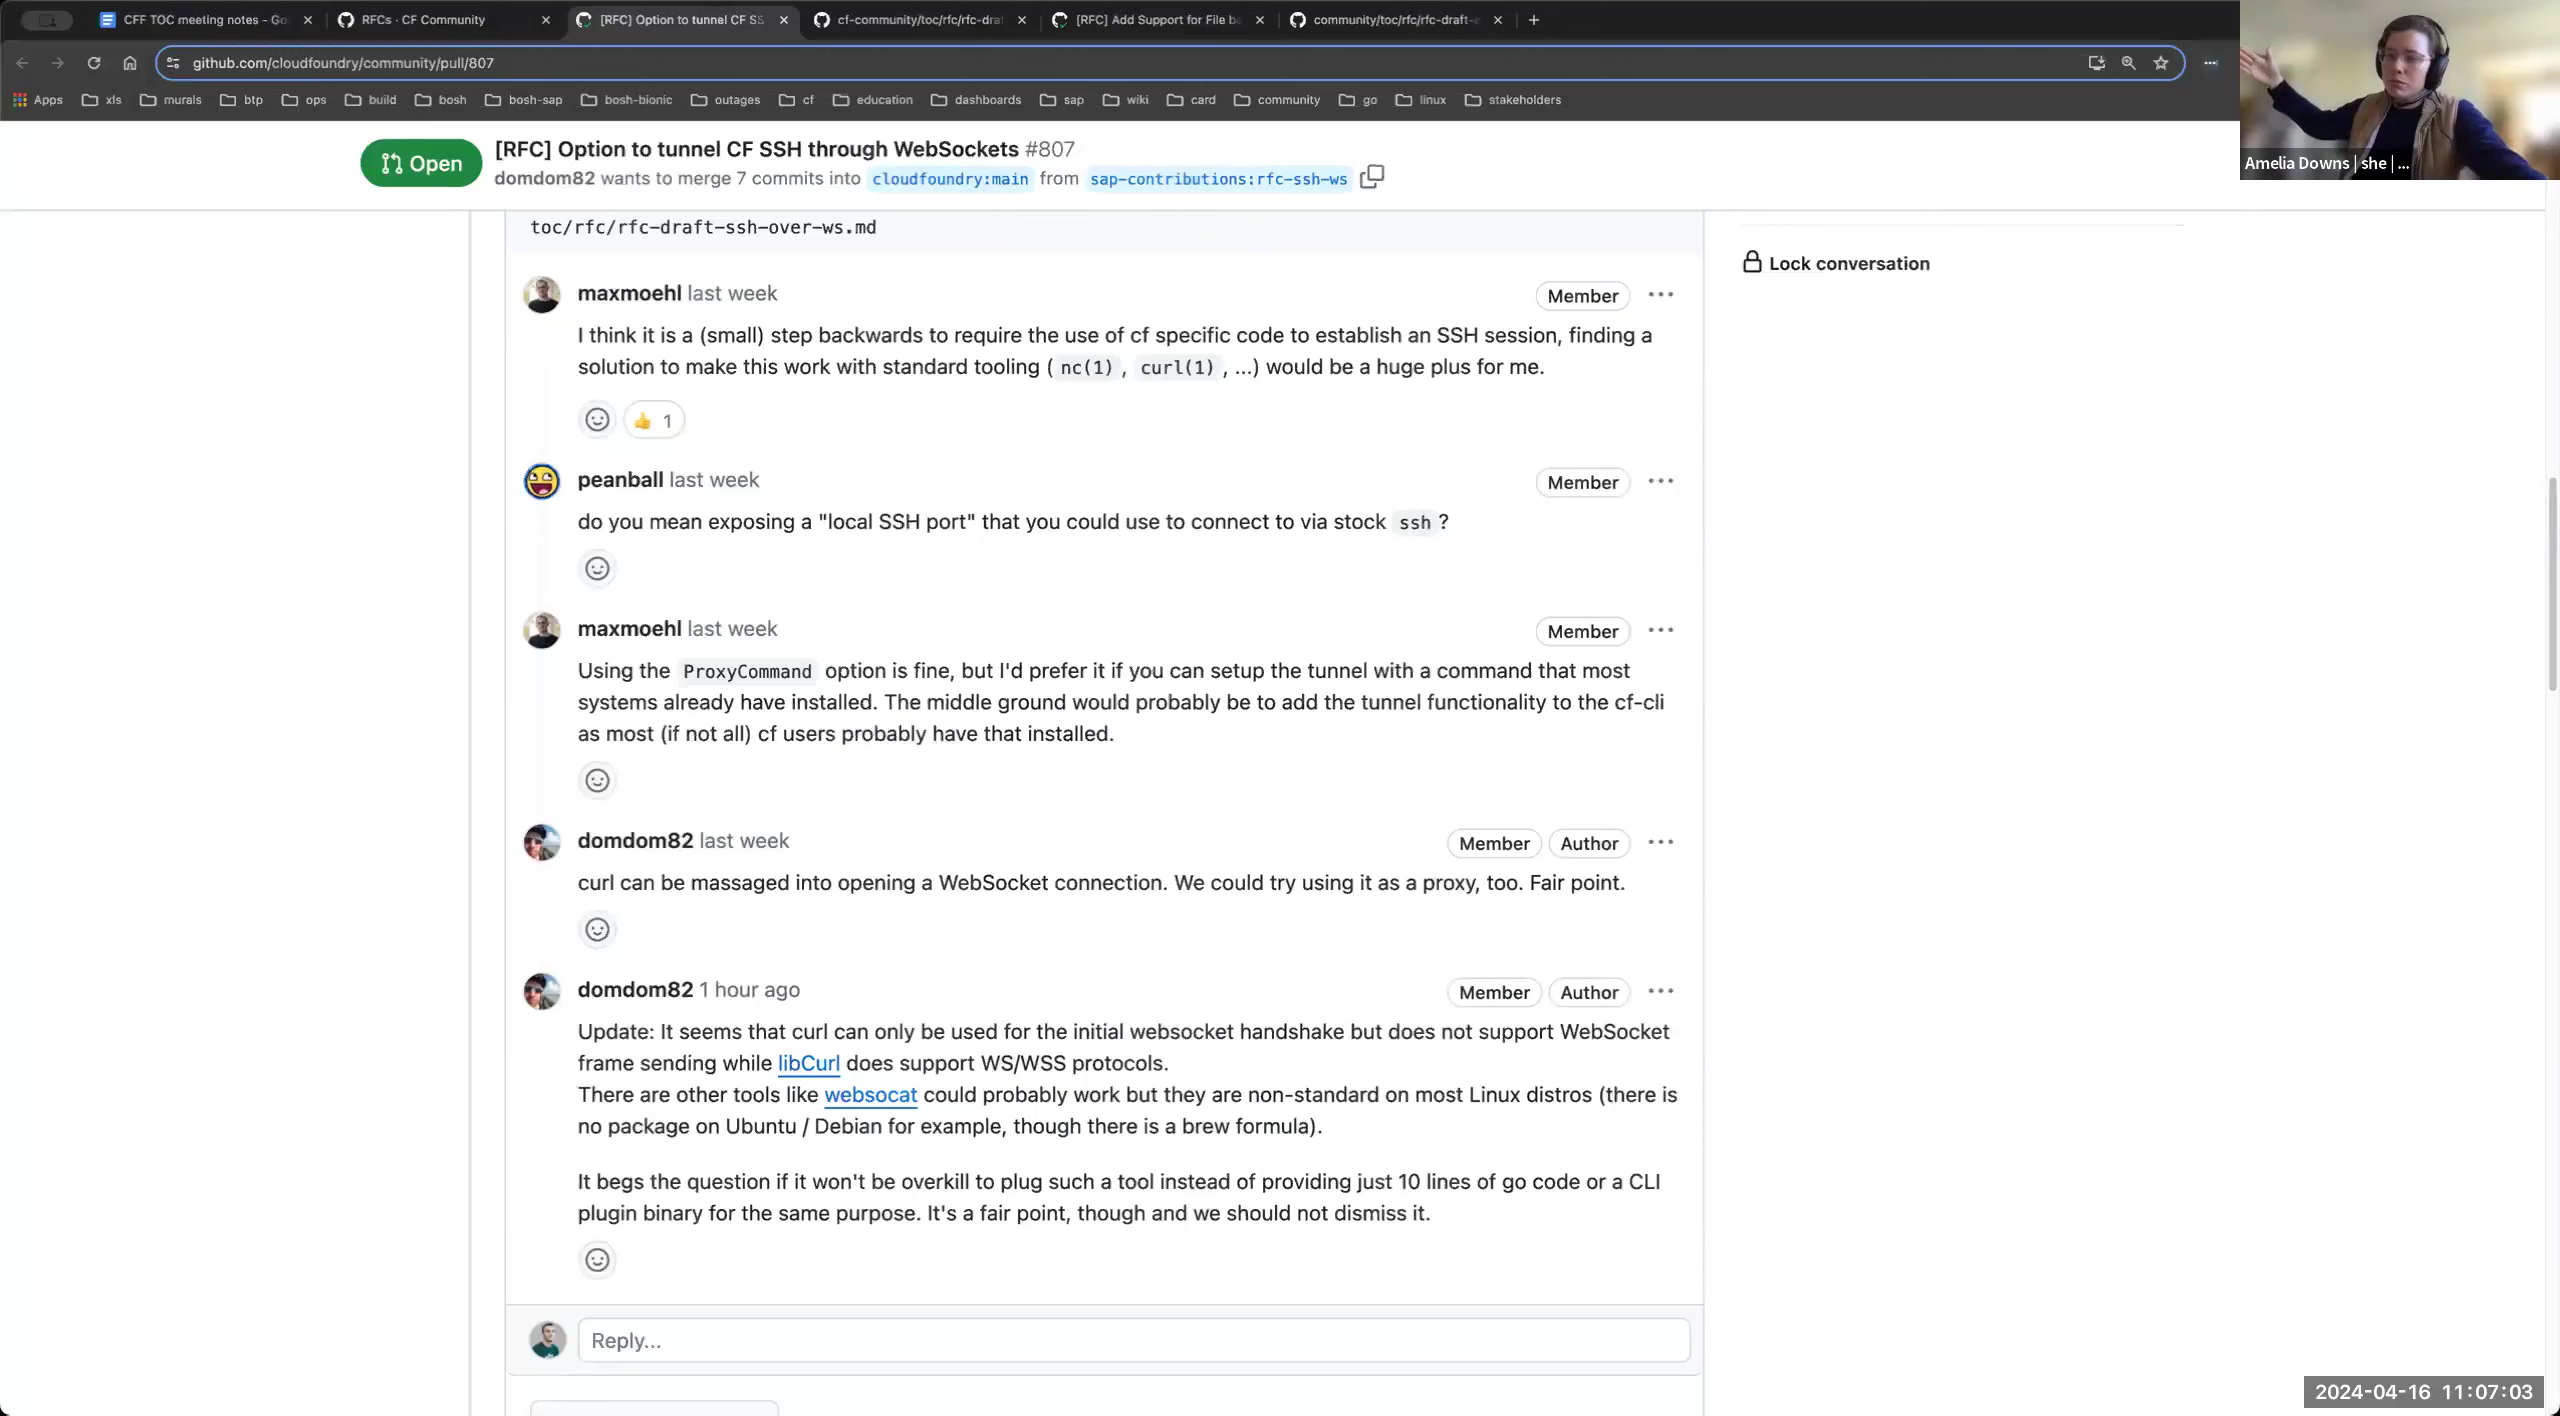 CFF TOC meeting notes - Go
RFCs · CF Community
[RFC] Option to tunnel CF SS
cf-community/toc/rfc/rfc-dra
[RFC] Add Support for File ba
community/toc/rfc/rfc-draft-
github.com/cloudfoundry/community/pull/807
Apps xls murals btp ops build bosh bosh-sap bosh-bionic outages cf education dashboards sap wiki card community go linux stakeholders
Amelia Downs | she | ...
Open
[RFC] Option to tunnel CF SSH through WebSockets #807
domdom82 wants to merge 7 commits into cloudfoundry:main from sap-contributions:rfc-ssh-ws
toc/rfc/rfc-draft-ssh-over-ws.md
Lock conversation
maxmoehl last week Member
I think it is a (small) step backwards to require the use of cf specific code to establish an SSH session, finding a
solution to make this work with standard tooling ( nc(1) , curl(1) , ...) would be a huge plus for me.
👍 1
peanball last week Member
do you mean exposing a "local SSH port" that you could use to connect to via stock ssh ?
maxmoehl last week Member
Using the ProxyCommand option is fine, but I'd prefer it if you can setup the tunnel with a command that most
systems already have installed. The middle ground would probably be to add the tunnel functionality to the cf-cli
as most (if not all) cf users probably have that installed.
domdom82 last week Member Author
curl can be massaged into opening a WebSocket connection. We could try using it as a proxy, too. Fair point.
domdom82 1 hour ago Member Author
Update: It seems that curl can only be used for the initial websocket handshake but does not support WebSocket
frame sending while libCurl does support WS/WSS protocols.
There are other tools like websocat could probably work but they are non-standard on most Linux distros (there is
no package on Ubuntu / Debian for example, though there is a brew formula).
It begs the question if it won't be overkill to plug such a tool instead of providing just 10 lines of go code or a CLI
plugin binary for the same purpose. It's a fair point, though and we should not dismiss it.
Reply...
2024-04-16 11:07:03